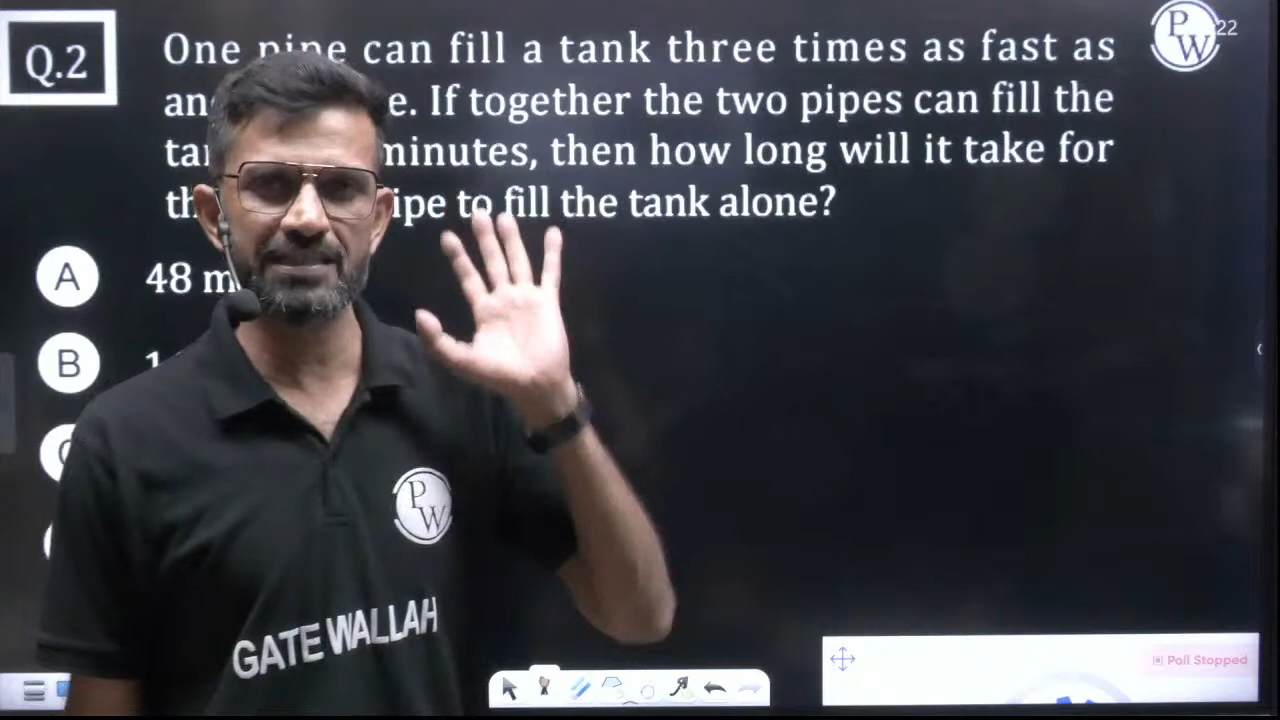 Q.2
One pipe can fill a tank three times as fast as
e. If together the two pipes can fill the
minutes, then how long will it take for
ipe to fill the tank alone?
A 48 m
B
PW
22
PW
GATE WALLAH
Poll Stopped